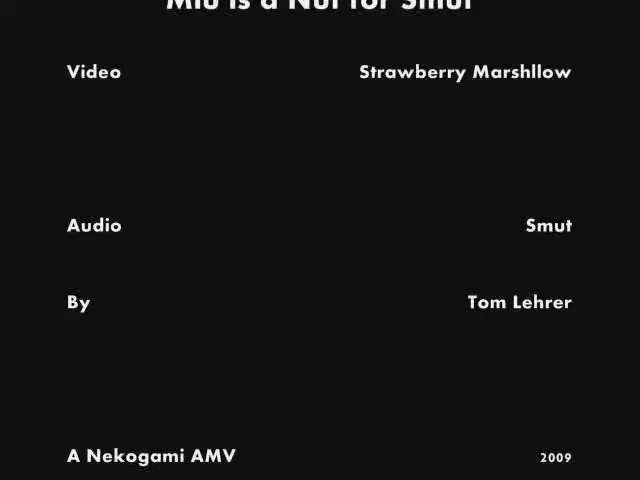 Miu is a Nut for Smut
Video Strawberry Marshllow
Audio Smut
By Tom Lehrer
A Nekogami AMV 2009